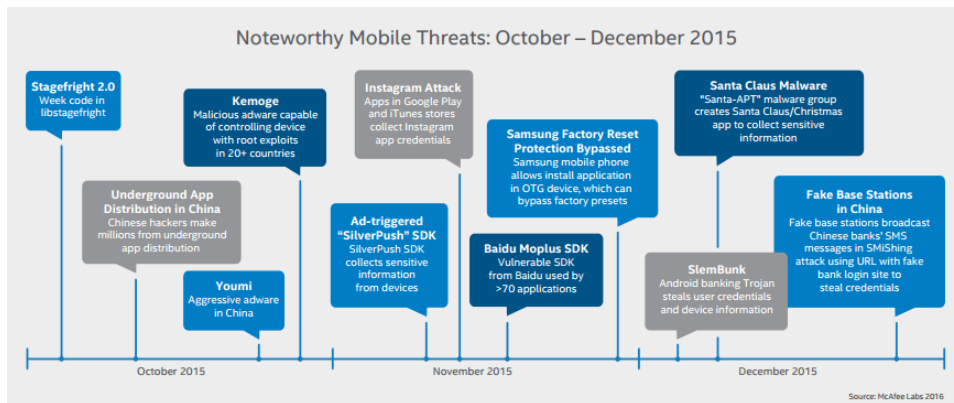 Noteworthy Mobile Threats: October – December 2015
Stagefright 2.0
Week code in
libstagefright
Underground App
Distribution in China
Chinese hackers make
millions from underground
app distribution
Youmi
Aggressive adware
in China
Kemoge
Malicious adware capable
of controlling device
with root exploits
in 20+ countries
Ad-triggered
“SilverPush” SDK
SilverPush SDK
collects sensitive
information
from devices
Instagram Attack
Apps in Google Play
and iTunes stores
collect Instagram
app credentials
Baidu Moplus SDK
Vulnerable SDK
from Baidu used by
>70 applications
Samsung Factory Reset
Protection Bypassed
Samsung mobile phone
allows install application
in OTG device, which can
bypass factory presets
SlemBunk
Android banking Trojan
steals user credentials
and device information
Santa Claus Malware
“Santa-APT” malware group
creates Santa Claus/Christmas
app to collect sensitive
information
Fake Base Stations
in China
Fake base stations broadcast
Chinese banks’ SMS
messages in SMiShing
attack using URL with fake
bank login site to
steal credentials
October 2015
November 2015
December 2015
Source: McAfee Labs 2016